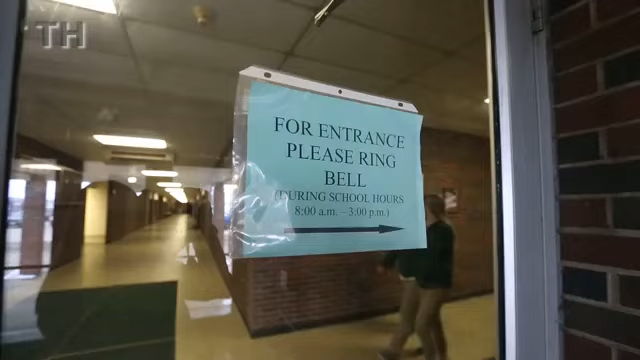 TH
FOR ENTRANCE
PLEASE RING
BELL
(DURING SCHOOL HOURS
8:00 a.m. – 3:00 p.m.)